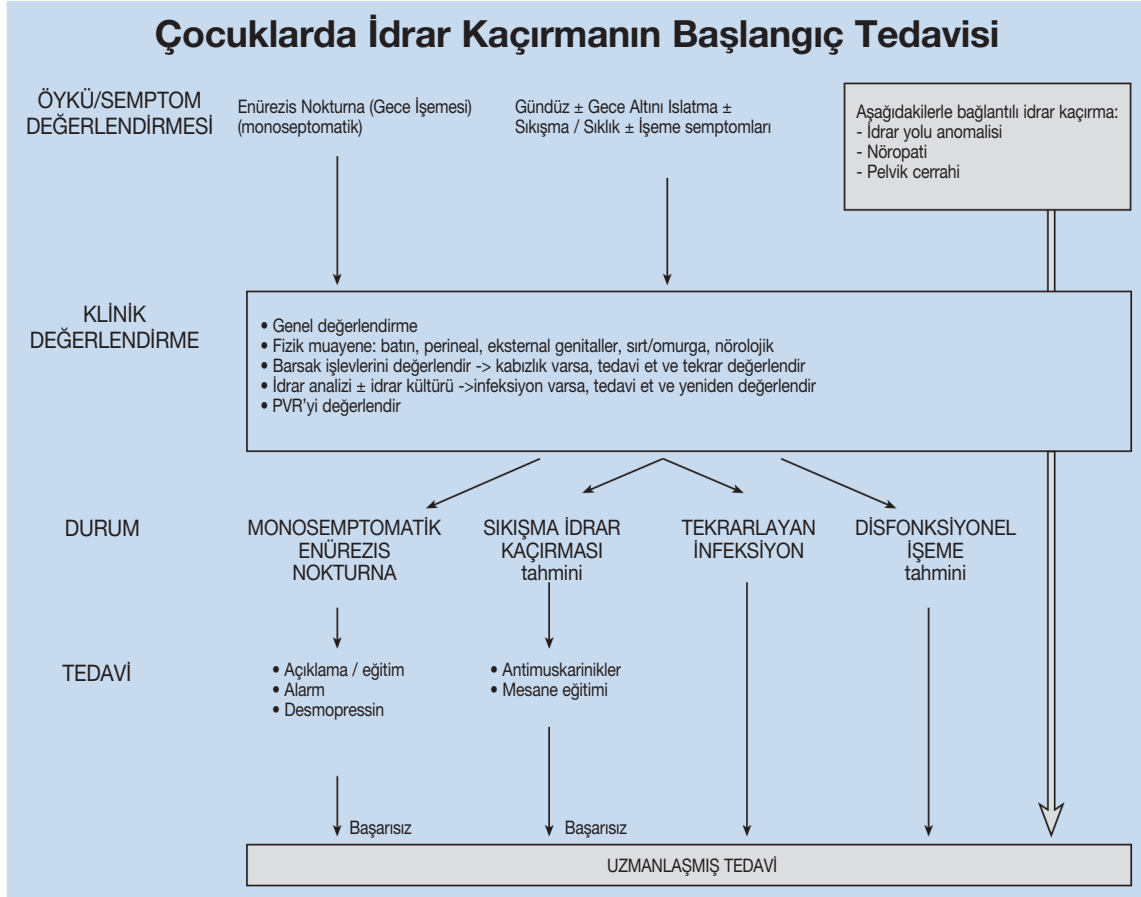 Çocuklarda İdrar Kaçırmanın Başlangıç Tedavisi
ÖYKÜ/SEMPTOM
DEĞERLENDİRMESİ
Enürezis Nokturna (Gece İşemesi)
(monoseptomatik)
Gündüz ± Gece Altını Islatma ±
Sıkışma / Sıklık ± İşeme semptomları
Aşağıdakilerle bağlantılı idrar kaçırma:
- İdrar yolu anomalisi
- Nöropati
- Pelvik cerrahi
KLİNİK
DEĞERLENDİRME
• Genel değerlendirme
• Fizik muayene: batın, perineal, eksternal genitaller, sırt/omurga, nörolojik
• Barsak işlevlerini değerlendir -> kabızlık varsa, tedavi et ve tekrar değerlendir
• İdrar analizi ± idrar kültürü ->infeksiyon varsa, tedavi et ve yeniden değerlendir
• PVR'yi değerlendir
DURUM
MONOSEMPTOMATİK
ENÜREZIS
NOKTURNA
SIKIŞMA İDRAR
KAÇIRMASI
tahmini
TEKRARLAYAN
İNFEKSİYON
DİSFONKSİYONEL
İŞEME
tahmini
TEDAVİ
• Açıklama / eğitim
• Alarm
• Desmopressin
• Antimuskarinikler
• Mesane eğitimi
Başarısız
Başarısız
UZMANLAŞMIŞ TEDAVİ